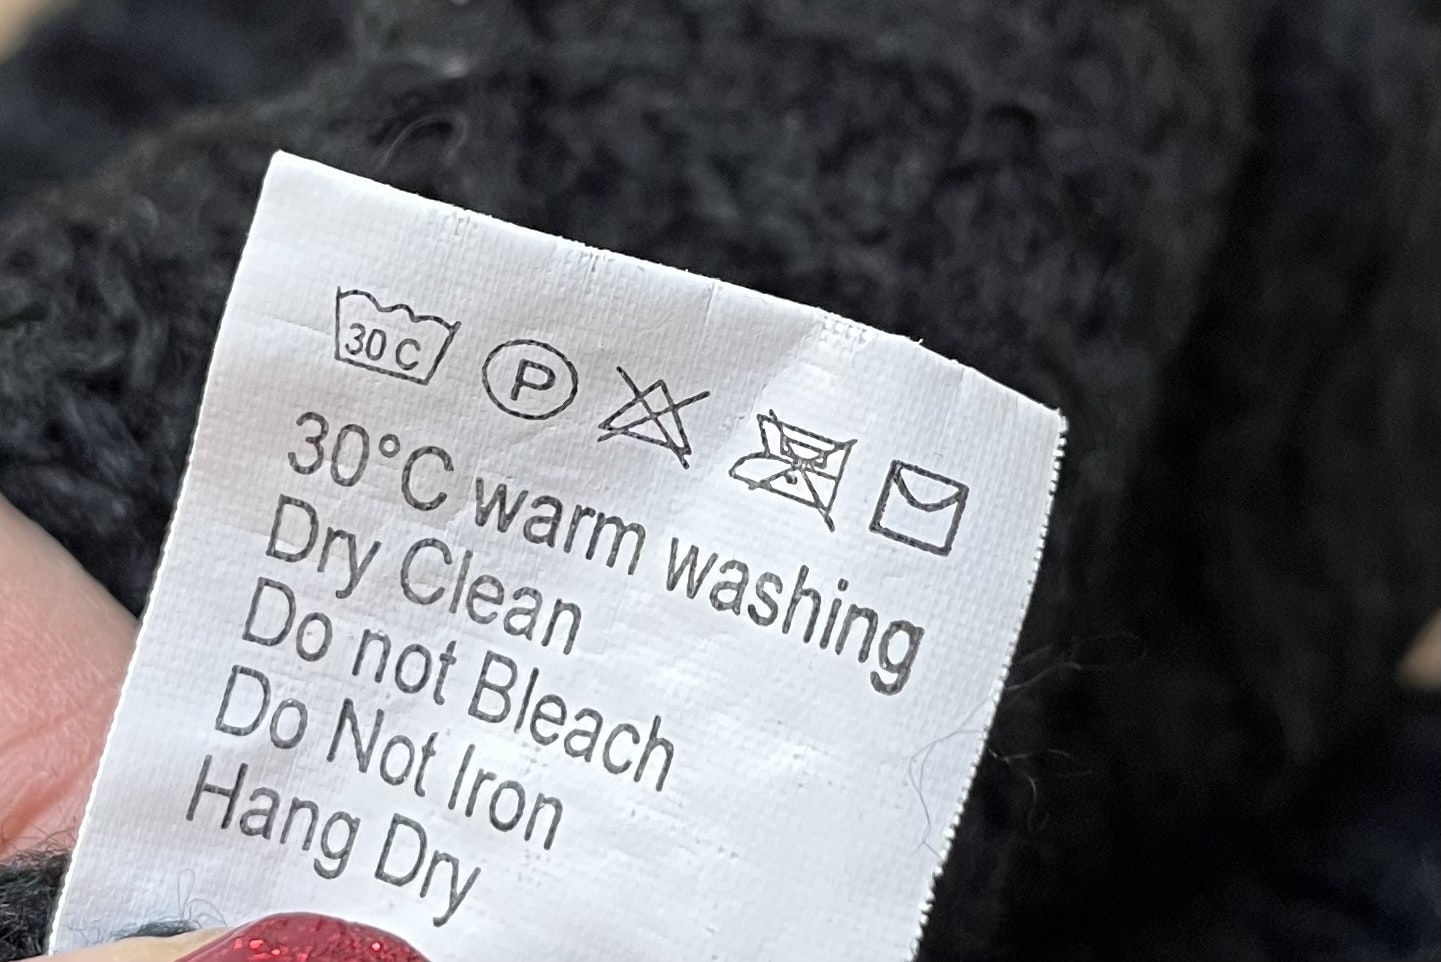 30 C P
30°C warm washing
Dry Clean
Do not Bleach
Do Not Iron
Hang Dry